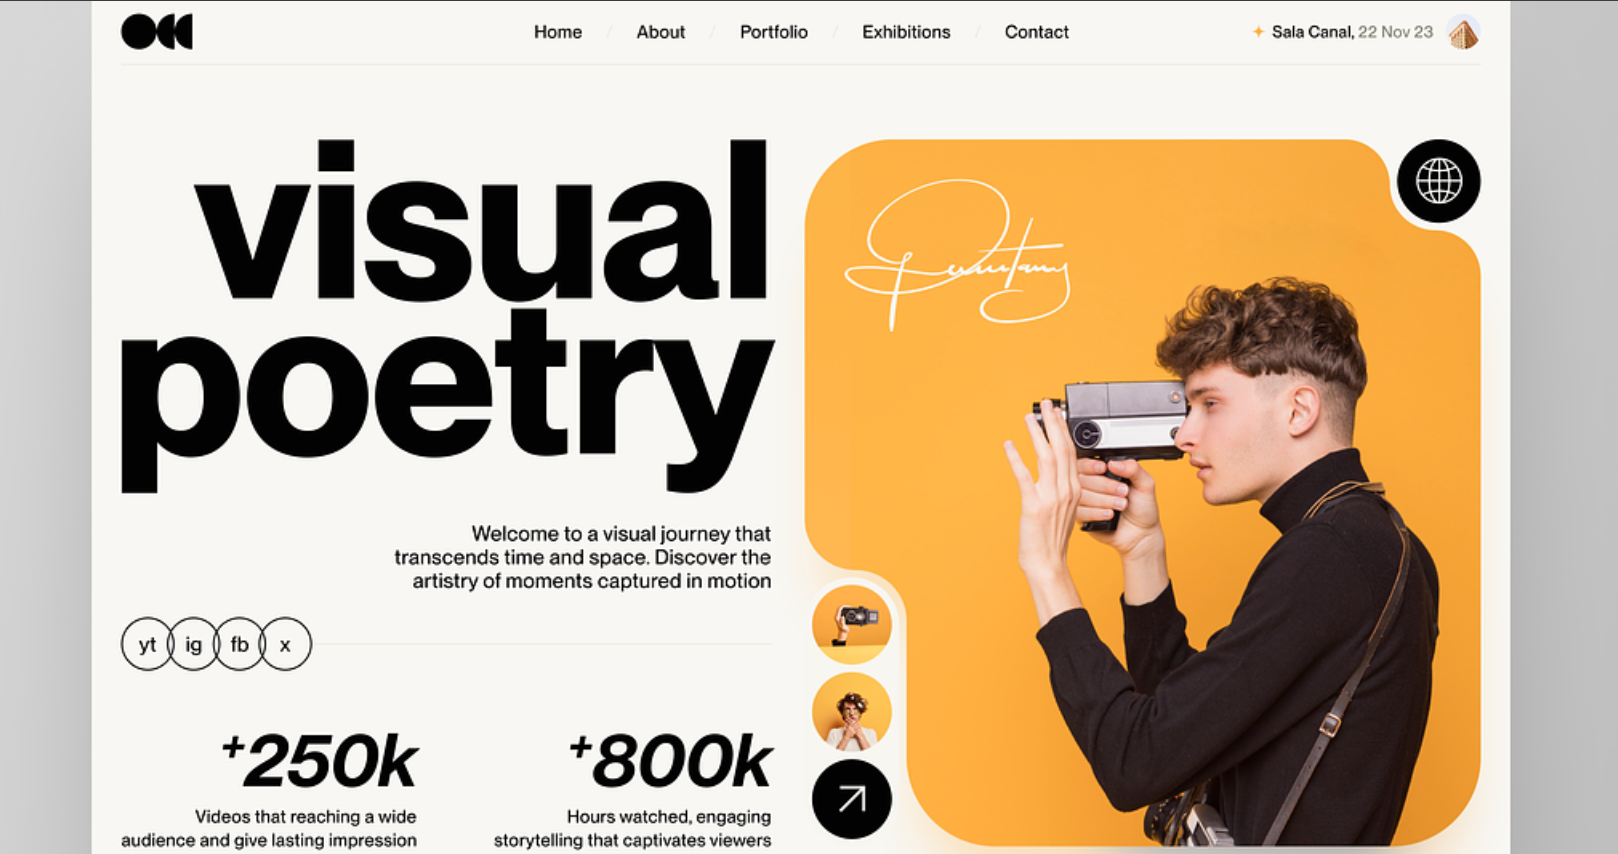 Home / About / Portfolio / Exhibitions / Contact
Sala Canal, 22 Nov 23
visual
poetry
Welcome to a visual journey that
transcends time and space. Discover the
artistry of moments captured in motion
yt ig fb x
+250k
Videos that reaching a wide
audience and give lasting impression
+800k
Hours watched, engaging
storytelling that captivates viewers